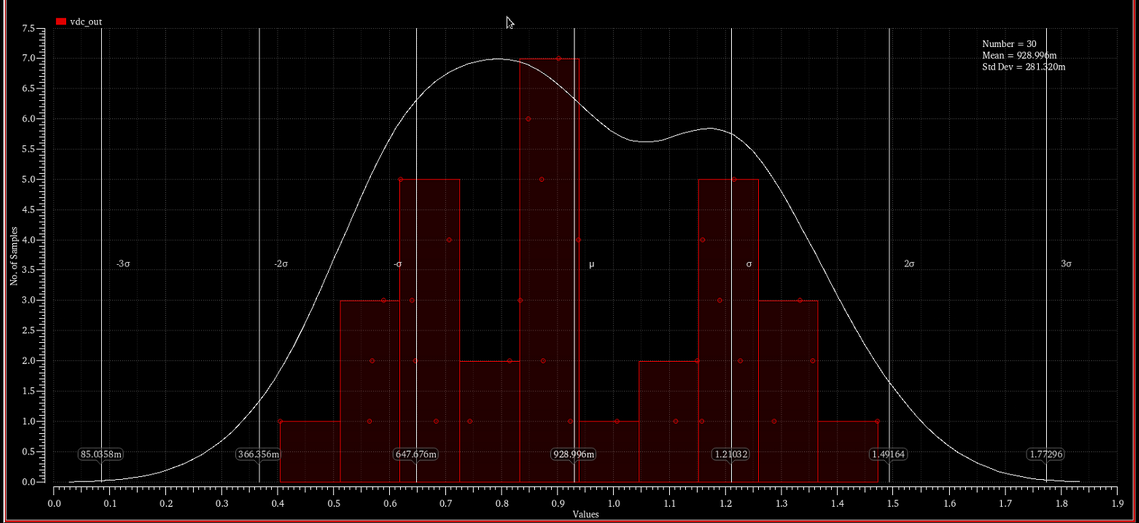 vdc_out
Number = 30
Mean = 928.996m
Std Dev = 281.320m
7.5
7.0
6.5
6.0
5.5
5.0
4.5
4.0
3.5
3.0
2.5
2.0
1.5
1.0
0.5
0.0
No. of Samples
-3σ -2σ -σ μ σ 2σ 3σ
85.0358m 366.356m 647.676m 928.996m 1.21032 1.49164 1.77296
0.0 0.1 0.2 0.3 0.4 0.5 0.6 0.7 0.8 0.9 1.0 1.1 1.2 1.3 1.4 1.5 1.6 1.7 1.8 1.9
Values